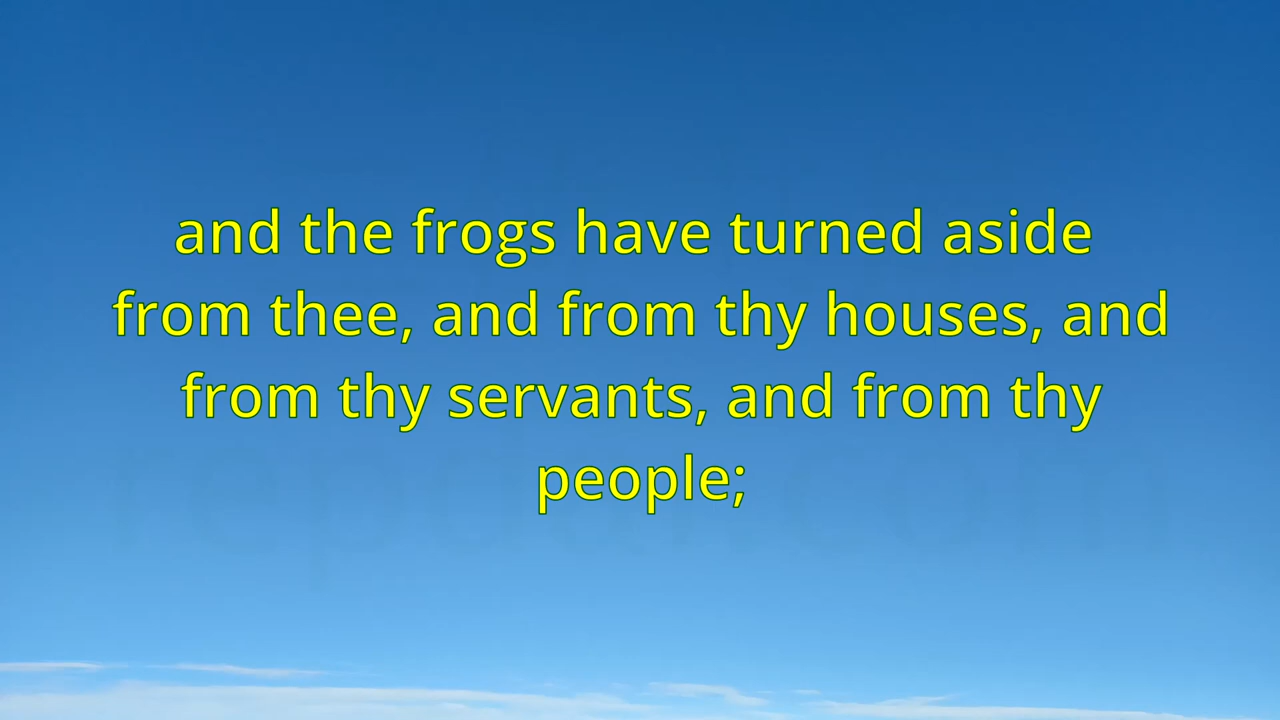 and the frogs have turned aside
from thee, and from thy houses, and
from thy servants, and from thy
people;